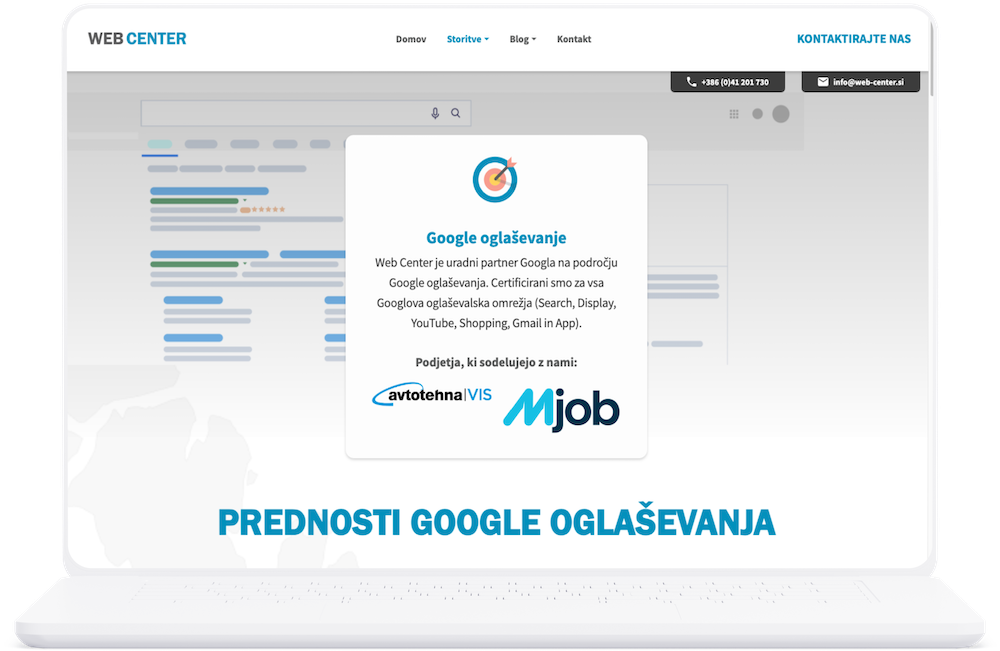 WEB CENTER
Domov Storitve Blog Kontakt
KONTAKTIRAJTE NAS
+386 (0)41 201 730
info@web-center.si
Google oglaševanje
Web Center je uradni partner Googla na področju
Google oglaševanja. Certificirani smo za vsa
Googlova oglaševalska omrežja (Search, Display,
YouTube, Shopping, Gmail in App).
Podjetja, ki sodelujejo z nami:
avtotehna|VIS
Mjob
PREDNOSTI GOOGLE OGLAŠEVANJA